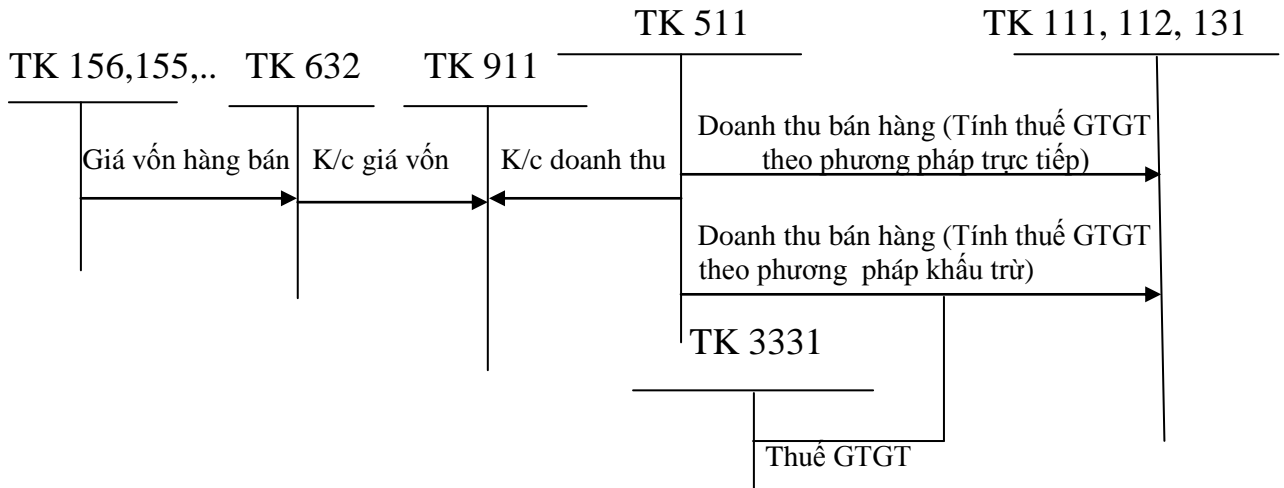 TK 511
TK 111, 112, 131
TK 156,155,..
TK 632
TK 911
Doanh thu bán hàng (Tính thuế GTGT
theo phương pháp trực tiếp)
Giá vốn hàng bán
K/c giá vốn
K/c doanh thu
Doanh thu bán hàng (Tính thuế GTGT
theo phương pháp khấu trừ)
TK 3331
Thuế GTGT